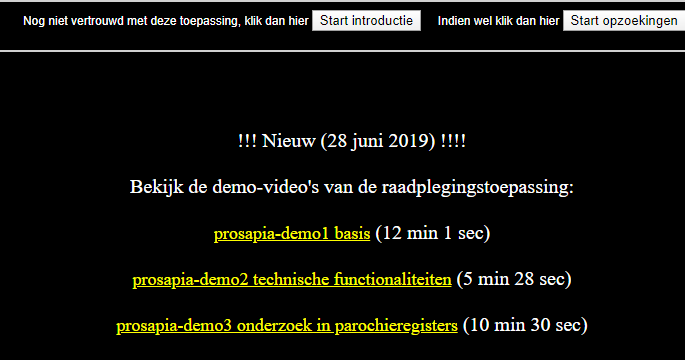 Nog niet vertrouwd met deze toepassing, klik dan hier Start introductie Indien wel klik dan hier Start opzoekingen
!!! Nieuw (28 juni 2019) !!!!
Bekijk de demo-video's van de raadplegingstoepassing:
prosapia-demo1 basis (12 min 1 sec)
prosapia-demo2 technische functionaliteiten (5 min 28 sec)
prosapia-demo3 onderzoek in parochieregisters (10 min 30 sec)